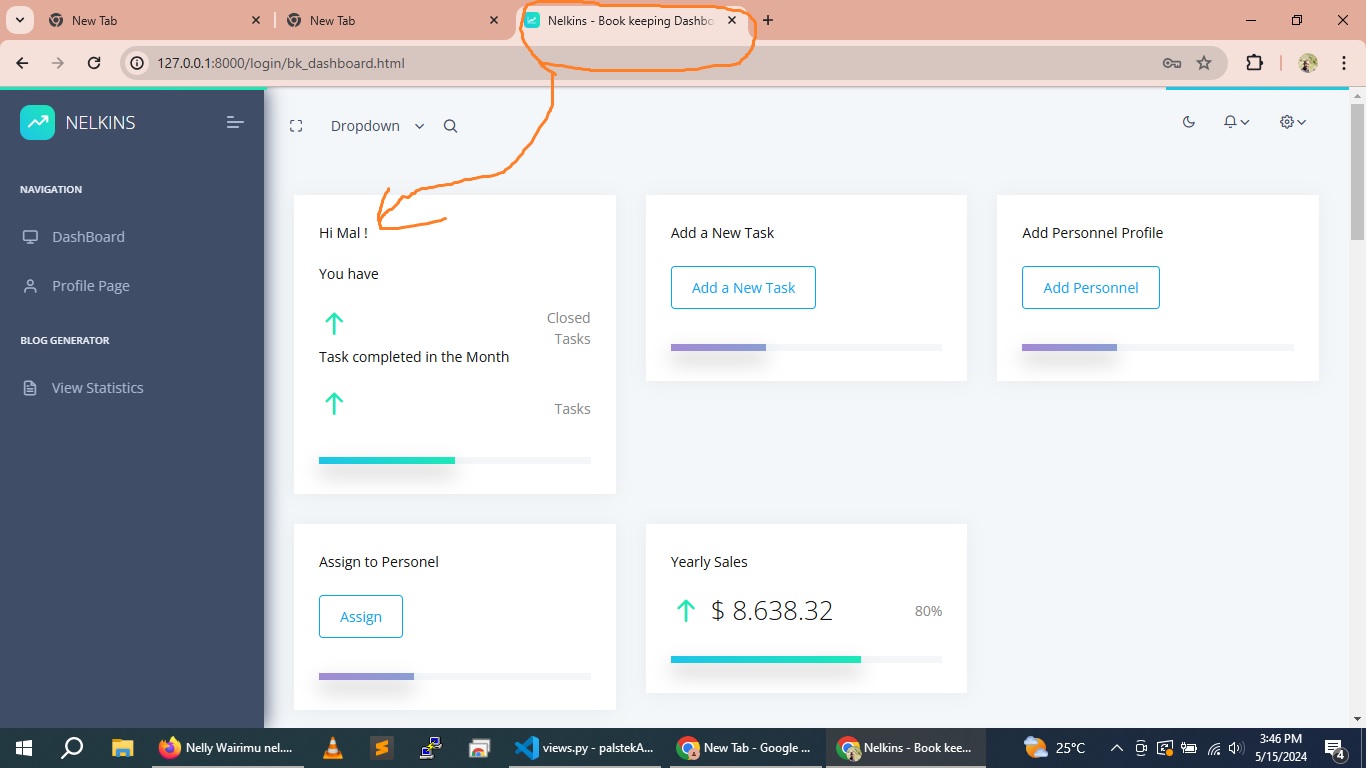 New Tab
New Tab
Nelkins - Book keeping Dashbo
127.0.0.1:8000/login/bk_dashboard.html
NELKINS
Dropdown
NAVIGATION
DashBoard
Profile Page
BLOG GENERATOR
View Statistics
Hi Mal !
You have
Closed
Tasks
Task completed in the Month
Tasks
Add a New Task
Add a New Task
Add Personnel Profile
Add Personnel
Assign to Personel
Assign
Yearly Sales
$ 8.638.32
80%
Nelly Wairimu nel....
views.py - palstekA...
New Tab - Google ...
Nelkins - Book kee...
25°C
3:46 PM
5/15/2024
4